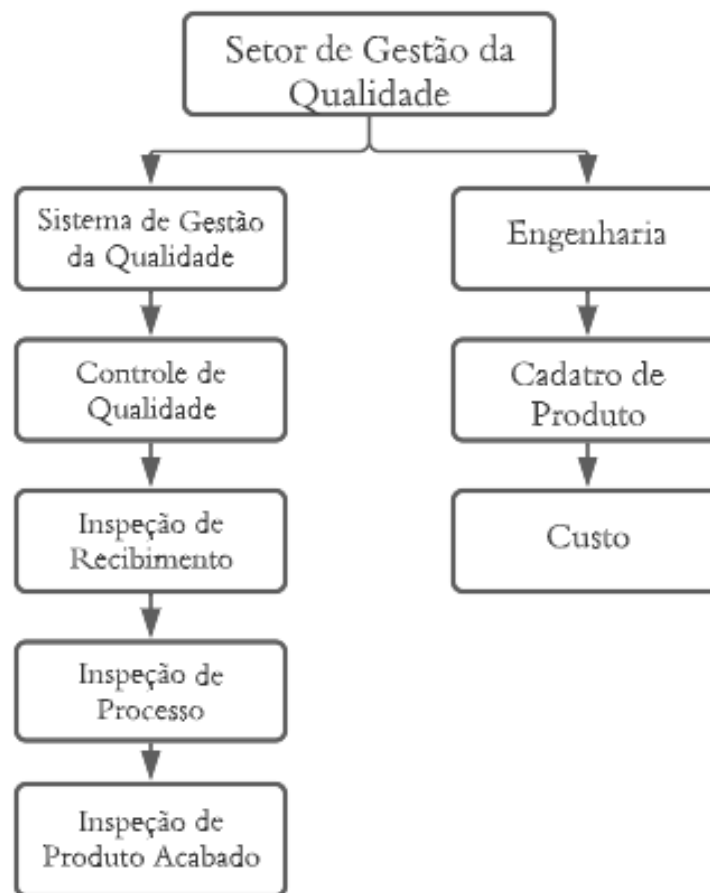 Setor de Gestão da
Qualidade
Sistema de Gestão
da Qualidade
Engenharia
Controle de
Qualidade
Cadatro de
Produto
Inspeção de
Recibimento
Custo
Inspeção de
Processo
Inspeção de
Produto Acabado